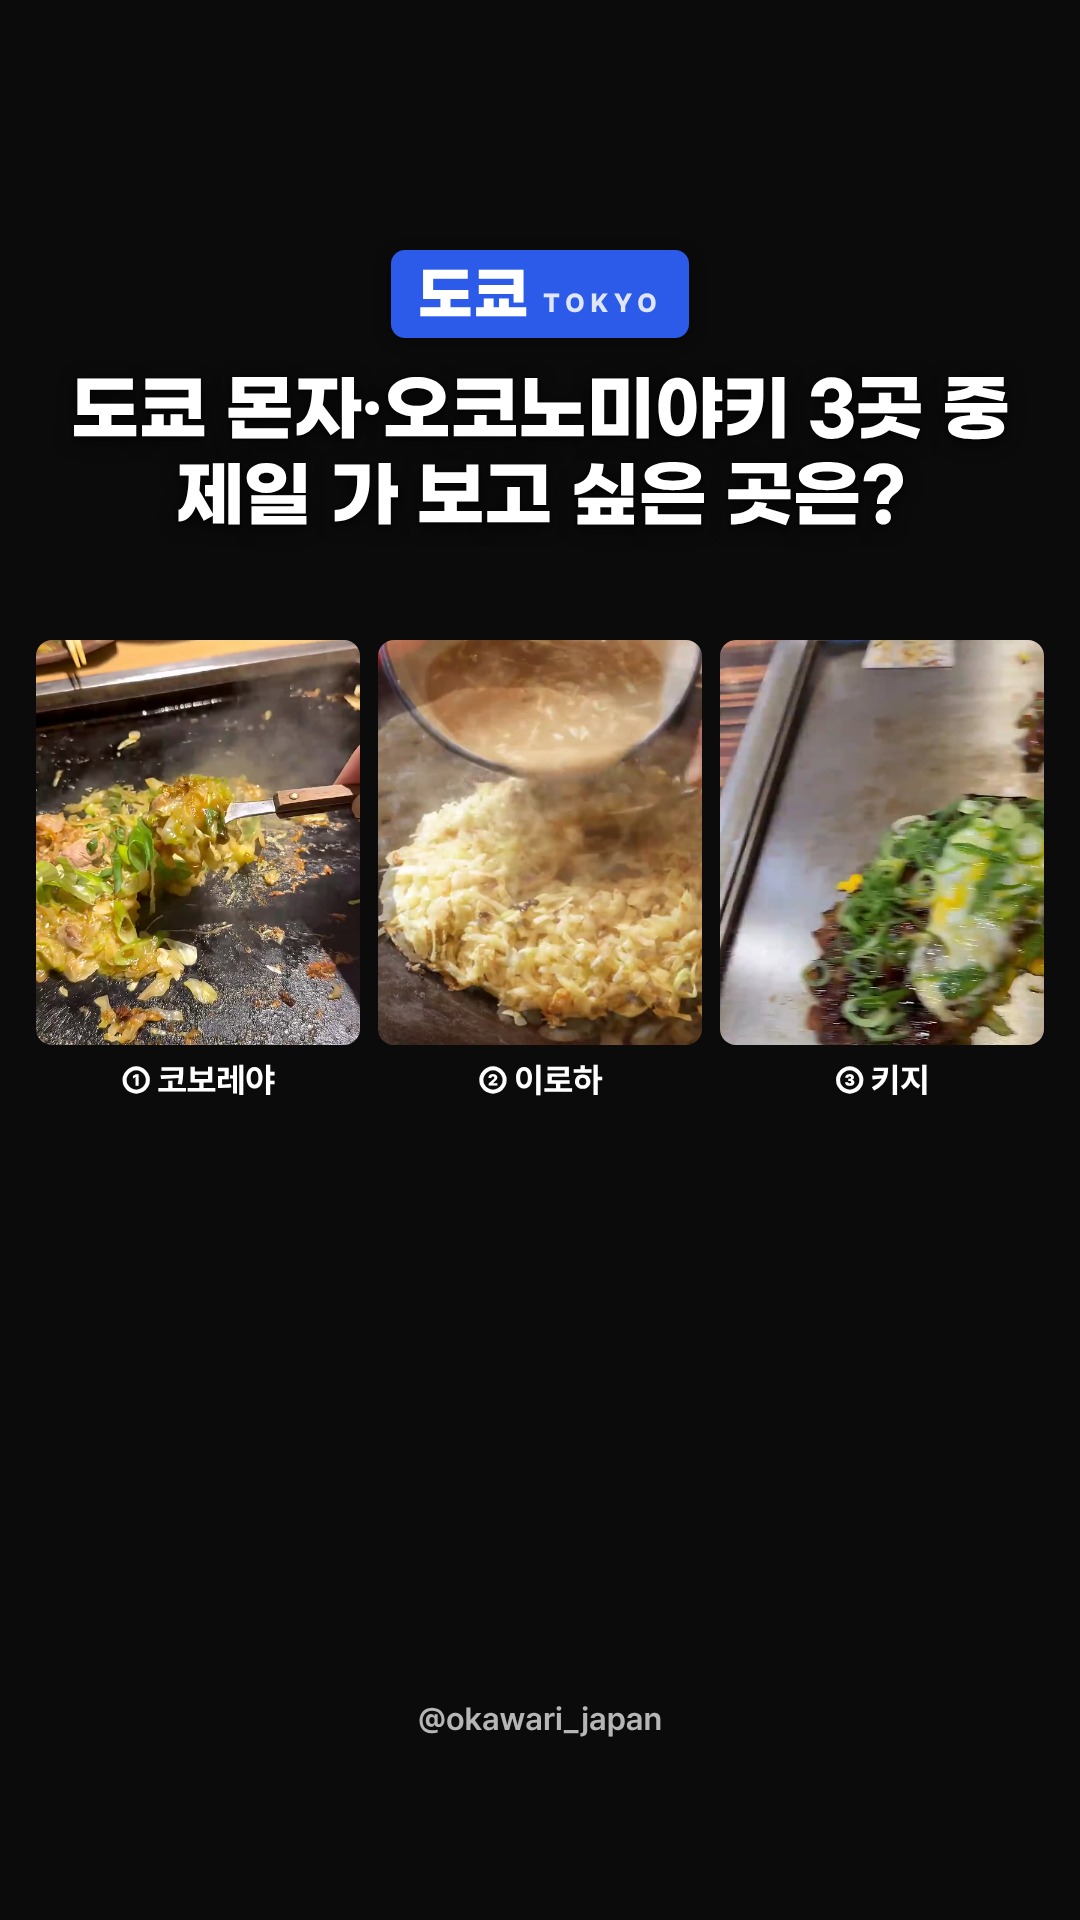 도쿄 TOKYO
도쿄 몬자·오코노미야키 3곳 중
제일 가 보고 싶은 곳은?
① 코보레야
② 이로하
③ 키지
@okawari_japan